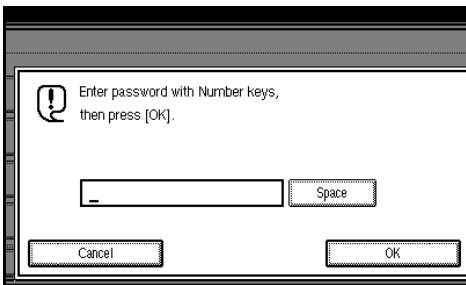 Enter password with Number keys,
then press [OK].
_
Space
Cancel
OK